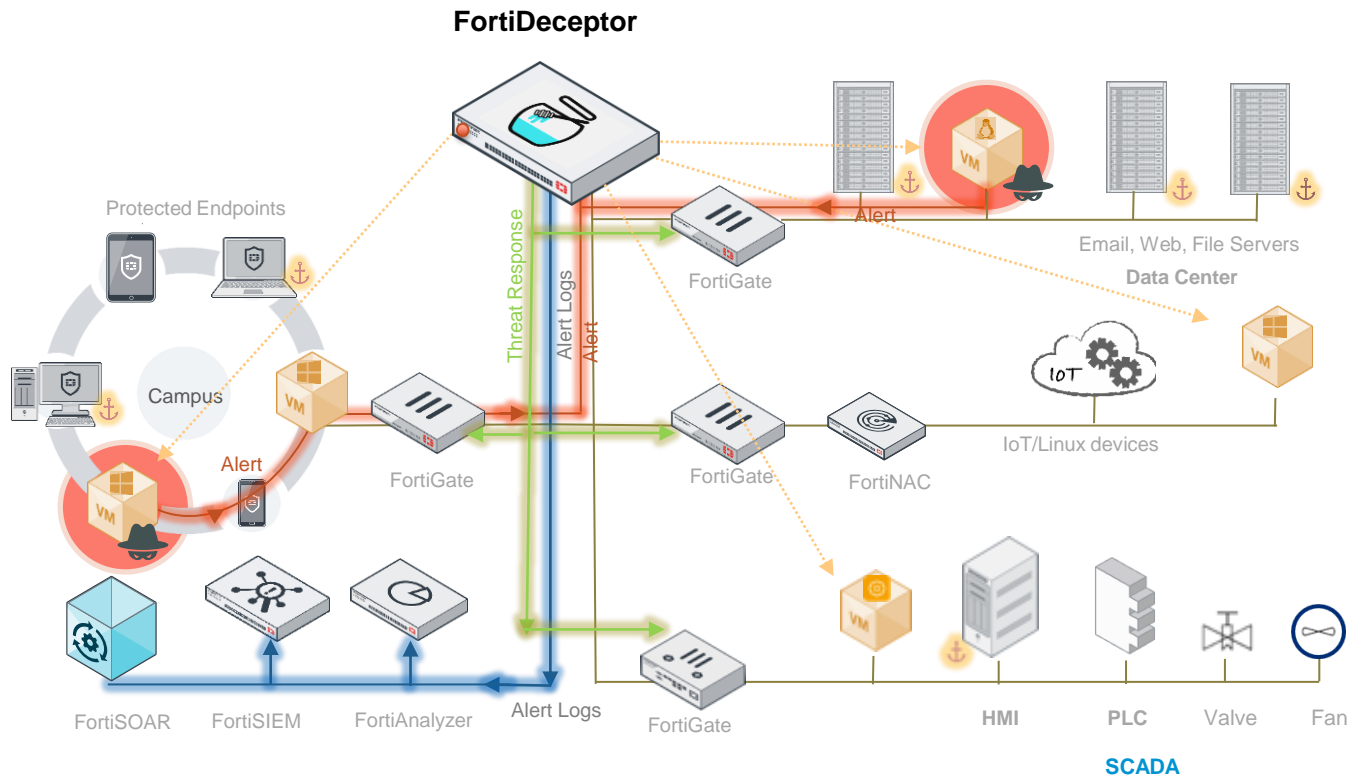 FortiDeceptor
VM
Alert
Protected Endpoints
FortiGate
Email, Web, File Servers
Data Center
Threat Response
Alert Logs
Alert
VM
IoT
Campus
VM
FortiGate
FortiGate
FortiNAC
IoT/Linux devices
Alert
VM
VM
FortiSOAR
FortiSIEM
FortiAnalyzer
Alert Logs
FortiGate
HMI
PLC
Valve
Fan
SCADA